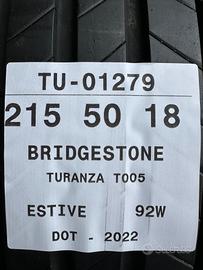 TU-01279
215 50 18
BRIDGESTONE
TURANZA T005
ESTIVE 92W
DOT - 2022